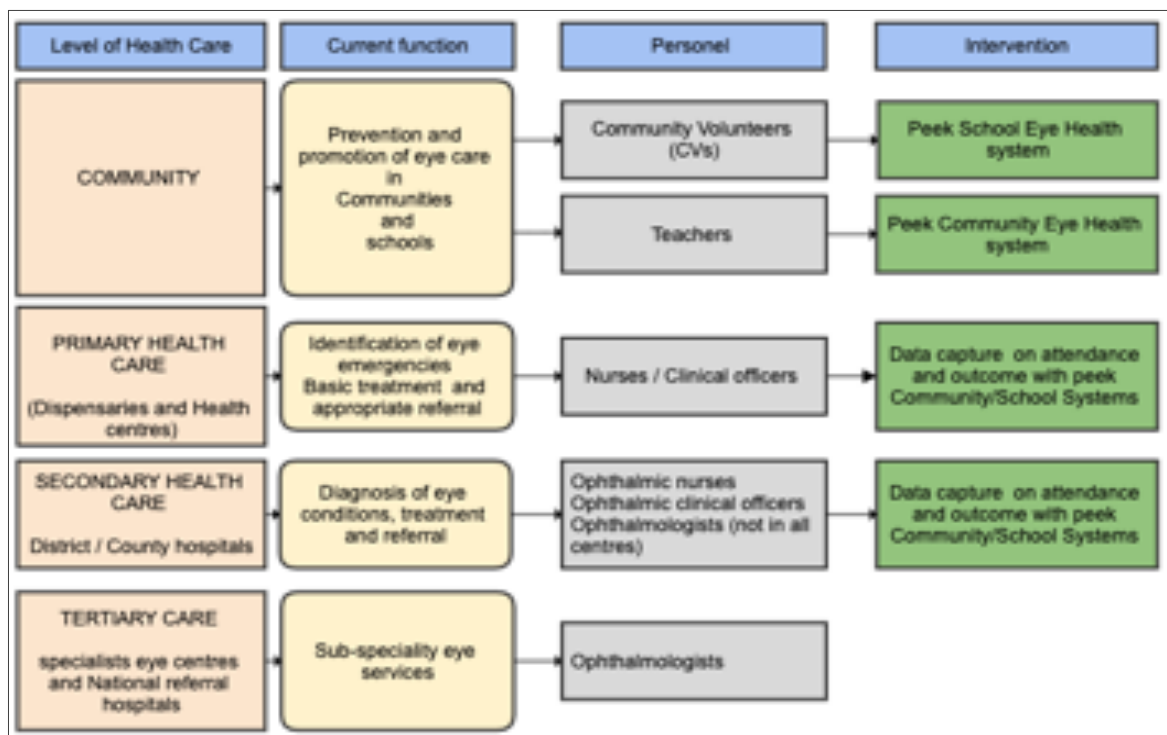 Level of Health Care
Current function
Personel
Intervention
COMMUNITY
Prevention and
promotion of eye care
in
Communities
and
schools
Community Volunteers
(CVs)
Peek School Eye Health
system
Teachers
Peek Community Eye Health
system
PRIMARY HEALTH
CARE
(Dispensaries and Health
centres)
Identification of eye
emergencies
Basic treatment and
appropriate referral
Nurses / Clinical officers
Data capture on attendance
and outcome with peek
Community/School Systems
SECONDARY HEALTH
CARE
District / County hospitals
Diagnosis of eye
conditions, treatment
and referral
Ophthalmic nurses
Ophthalmic clinical officers
Ophthalmologists (not in all
centres)
Data capture on attendance
and outcome with peek
Community/School Systems
TERTIARY CARE
specialists eye centres
and National referral
hospitals
Sub-speciality eye
services
Ophthalmologists